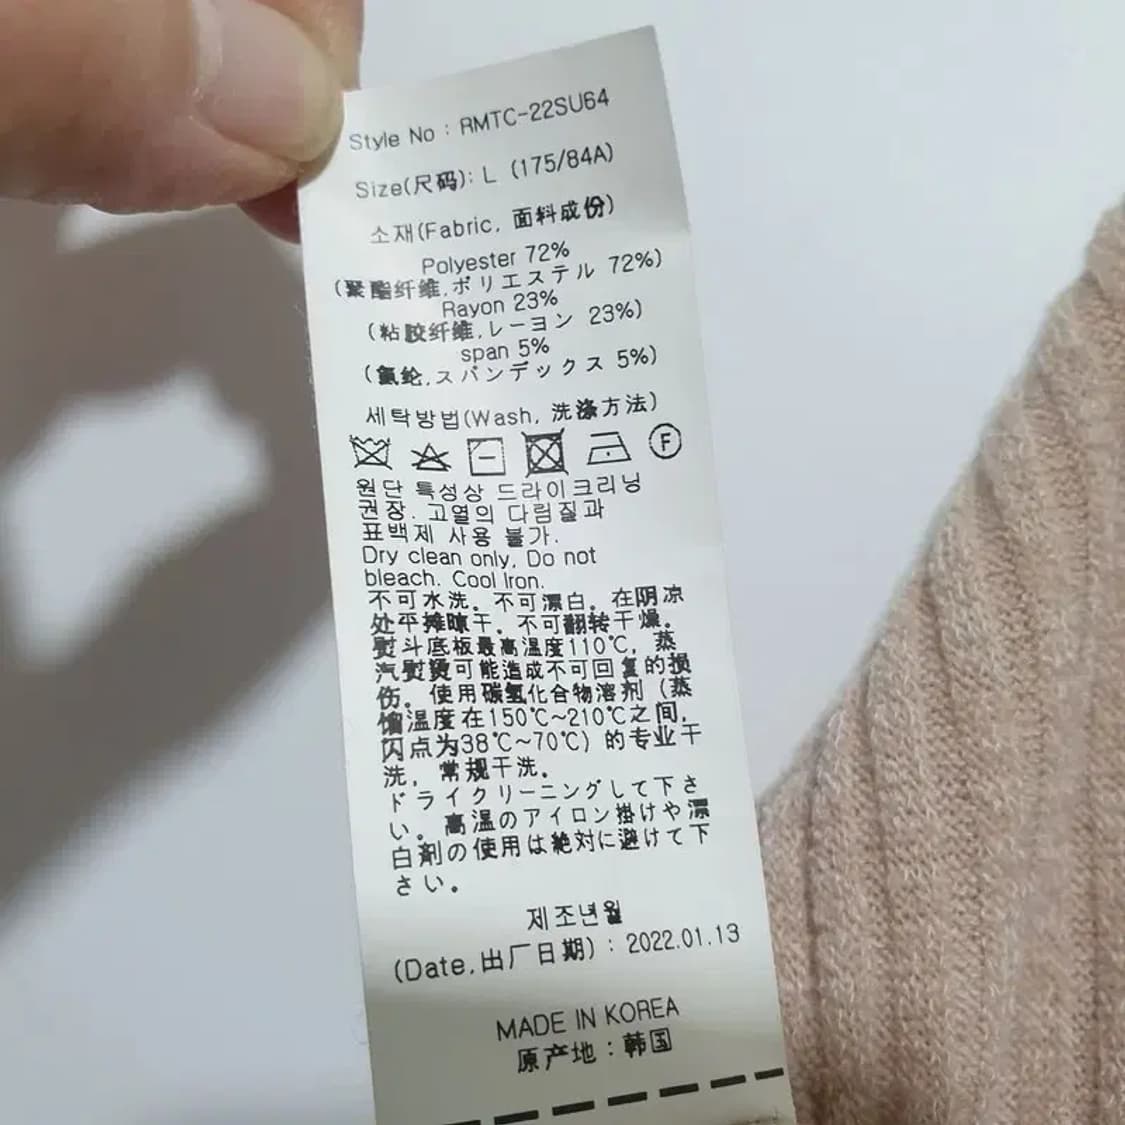 Style No : RMTC-22SU64
Size(尺码): L (175/84A)
소재(Fabric, 面料成份)
Polyester 72%
(聚酯纤维,ポリエステル 72%)
Rayon 23%
(粘胶纤维,レーヨン 23%)
span 5%
(氨纶,スパンデックス 5%)
세탁방법(Wash, 洗涤方法)
F
원단 특성상 드라이크리닝
권장. 고열의 다림질과
표백제 사용 불가.
Dry clean only, Do not
bleach. Cool Iron.
不可水洗。不可漂白。在阴凉
处平摊晾干。不可翻转干燥。
熨斗底板最高温度110℃, 蒸
汽熨烫可能造成不可回复的损
伤。使用碳氢化合物溶剂 (蒸
馏温度在150℃~210℃之间,
闪点为38℃~70℃) 的专业干
洗, 常规干洗。
ドライクリーニングして下さ
い。高温のアイロン掛けや漂
白剤の使用は絶対に避けて下
さい。
제조년월
(Date,出厂日期) : 2022.01.13
MADE IN KOREA
原产地 : 韩国